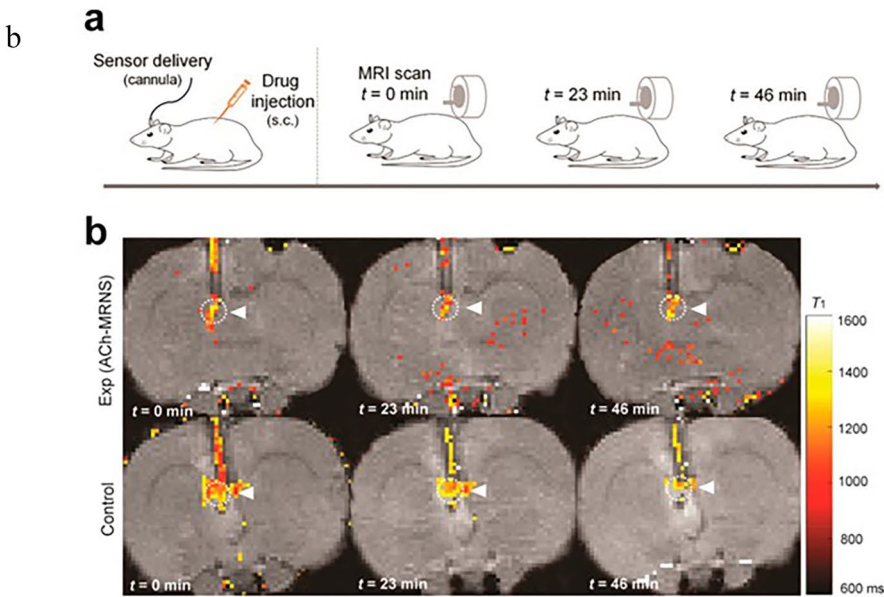 b
a
Sensor delivery
(cannula)
Drug
injection
(s.c.)
MRI scan
t = 0 min
t = 23 min
t = 46 min
b
Exp (ACh-MRNS)
t = 0 min
t = 23 min
t = 46 min
Control
t = 0 min
t = 23 min
t = 46 min
T1
1600
1400
1200
1000
800
600 ms